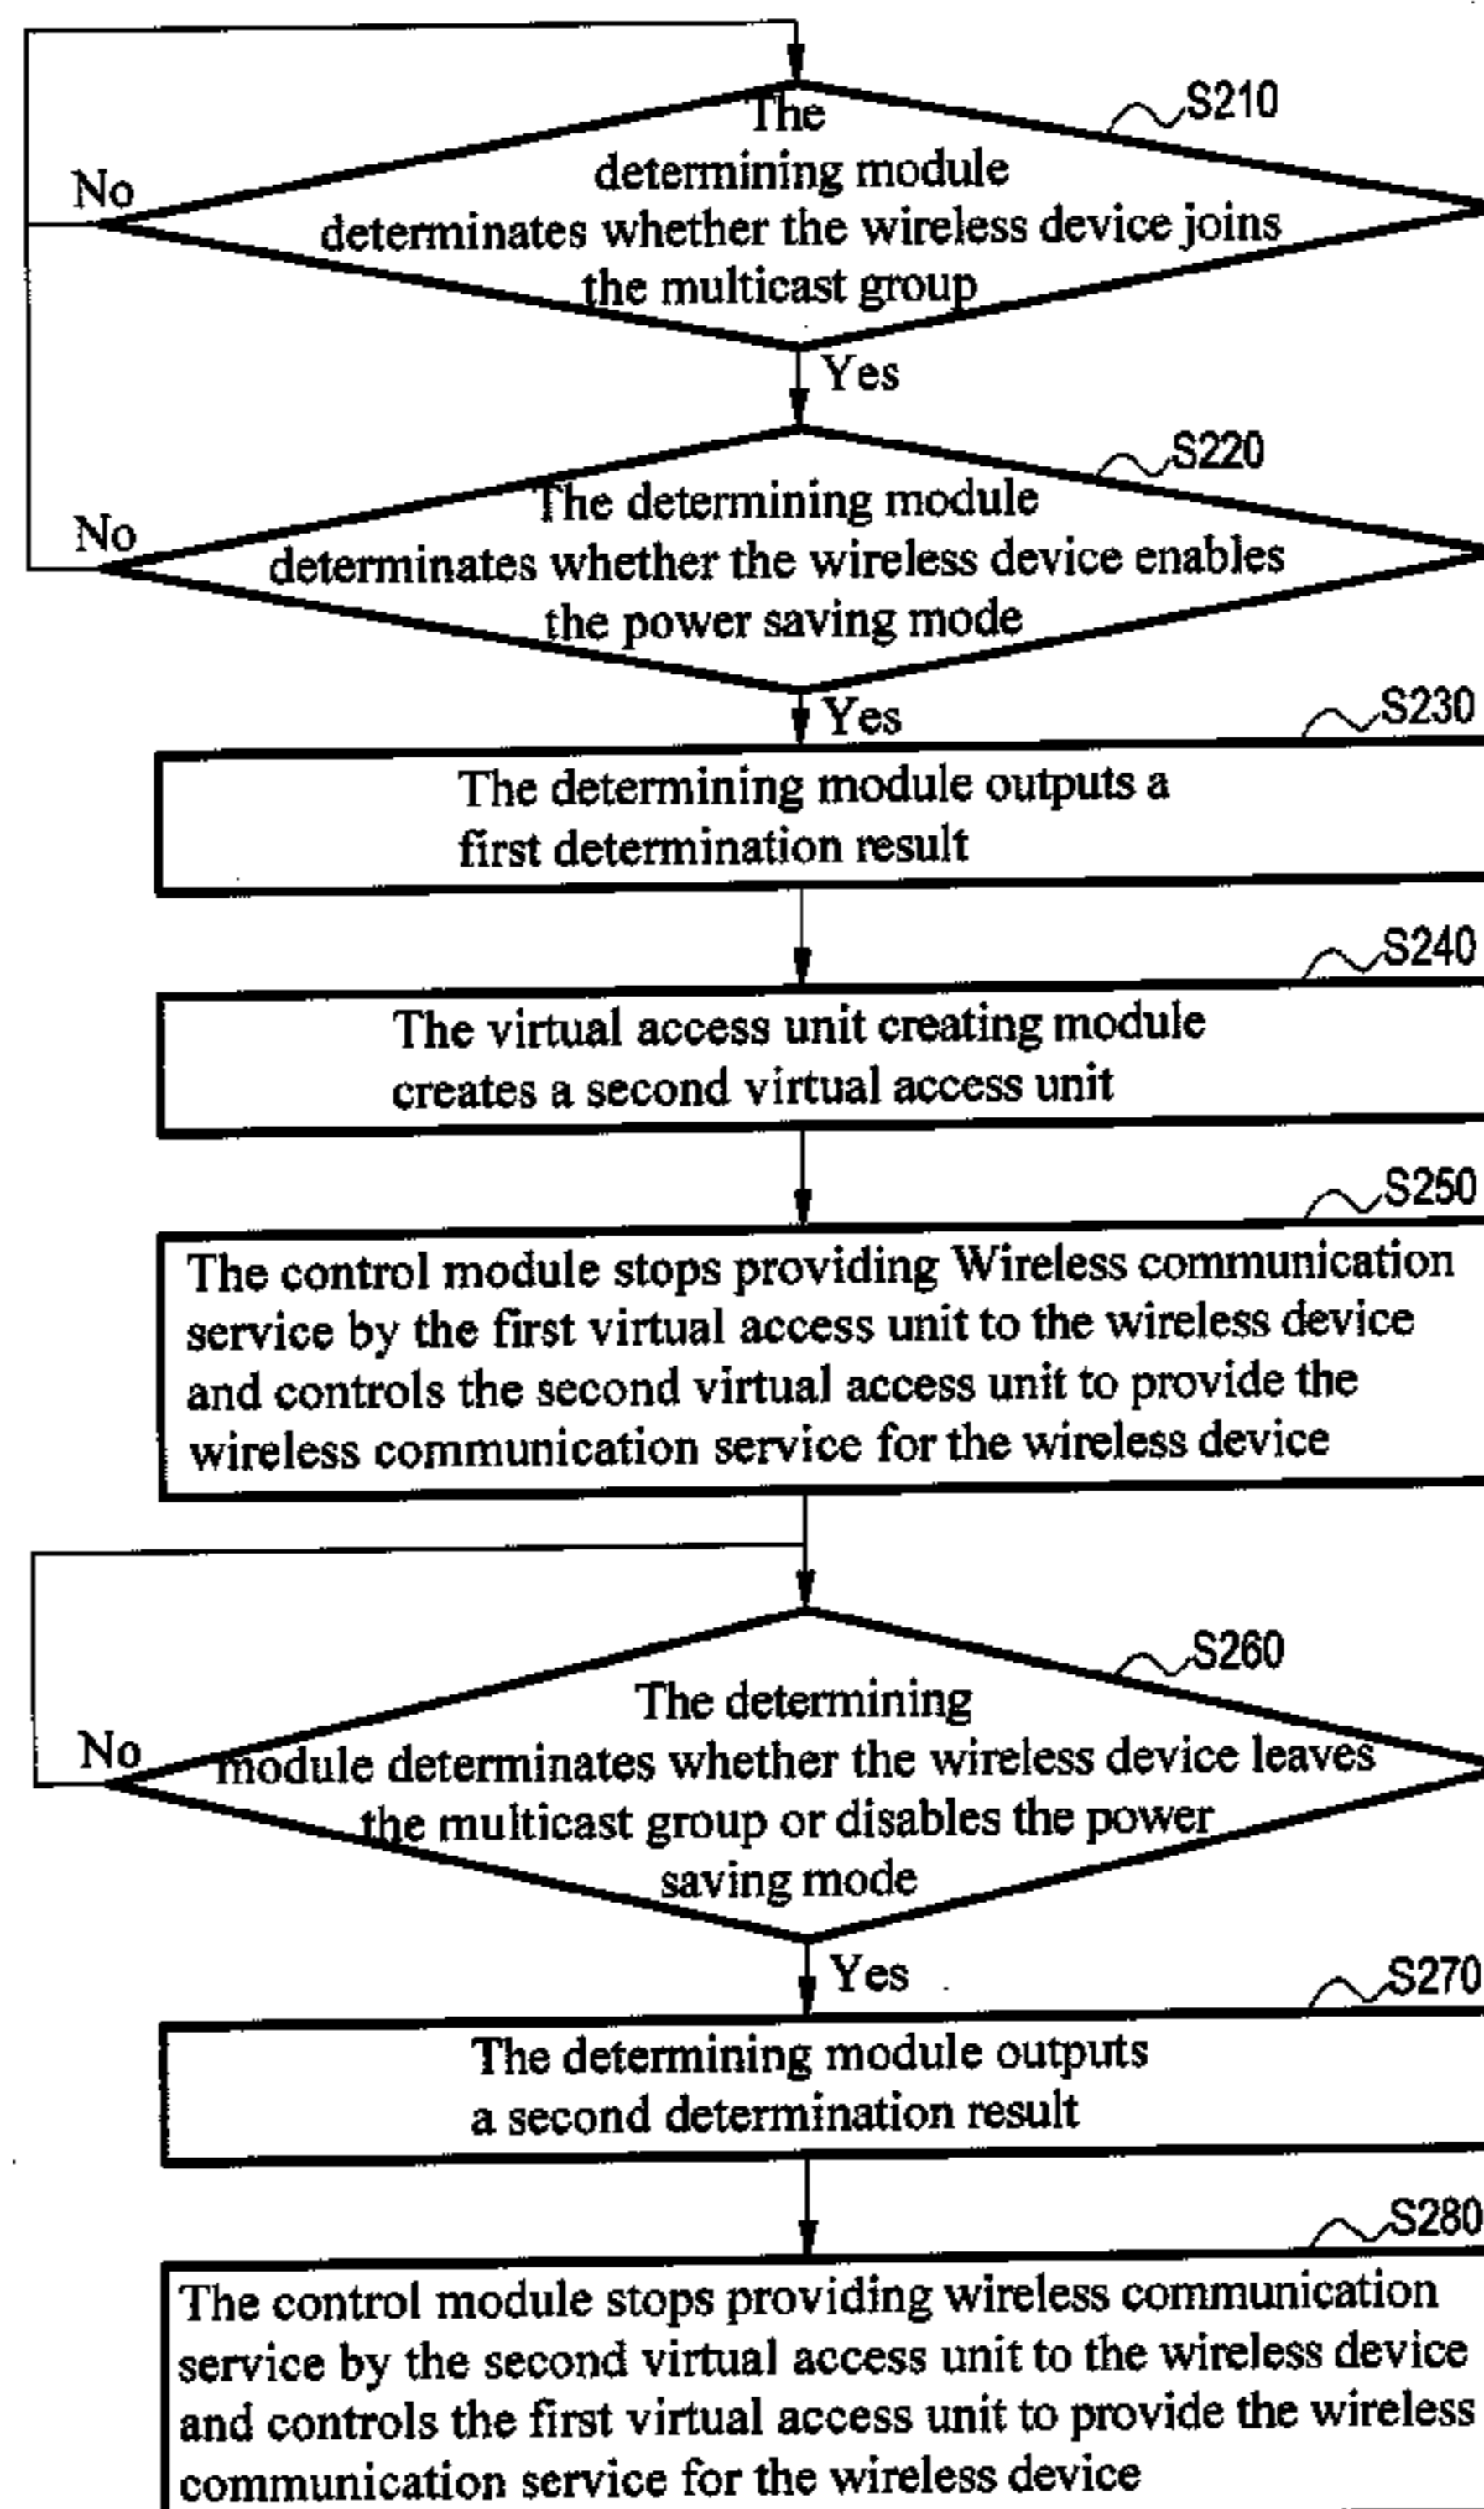 S210
The
determining module
No
determinates whether the wireless device joins
the multicast group
Yes
S220
The determining module
No
determinates whether the wireless device enables
the power saving mode
Yes
S230
The determining module outputs a
first determination result
S240
The virtual access unit creating module
creates a second virtual access unit
S250
The control module stops providing Wireless communication
service by the first virtual access unit to the wireless device
and controls the second virtual access unit to provide the
wireless communication service for the wireless device
S260
The determining
No
module determinates whether the wireless device leaves
the multicast group or disables the power
saving mode
Yes
S270
The determining module outputs
a second determination result
S280
The control module stops providing wireless communication
service by the second virtual access unit to the wireless device
and controls the first virtual access unit to provide the wireless
communication service for the wireless device